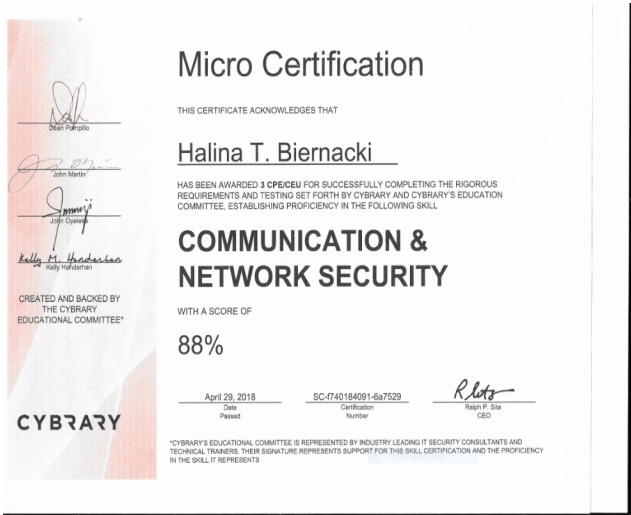 Micro Certification
THIS CERTIFICATE ACKNOWLEDGES THAT
Halina T. Biernacki
HAS BEEN AWARDED 3 CPE/CEU FOR SUCCESSFULLY COMPLETING THE RIGOROUS
REQUIREMENTS AND TESTING SET FORTH BY CYBRARY AND CYBRARY'S EDUCATION
COMMITTEE, ESTABLISHING PROFICIENCY IN THE FOLLOWING SKILL
COMMUNICATION &
NETWORK SECURITY
WITH A SCORE OF
88%
April 29, 2018
Date
Passed
SC-f740184091-6a7529
Certification
Number
Ralph P. Sita
CEO
Dean Pompilio
John Martin
John Oyeleke
Kelly M. Handerhan
Kelly Handerhan
CREATED AND BACKED BY
THE CYBRARY
EDUCATIONAL COMMITTEE*
CYBRARY
*CYBRARY'S EDUCATIONAL COMMITTEE IS REPRESENTED BY INDUSTRY LEADING IT SECURITY CONSULTANTS AND
TECHNICAL TRAINERS. THEIR SIGNATURE REPRESENTS SUPPORT FOR THIS SKILL CERTIFICATION AND THE PROFICIENCY
IN THE SKILL IT REPRESENTS